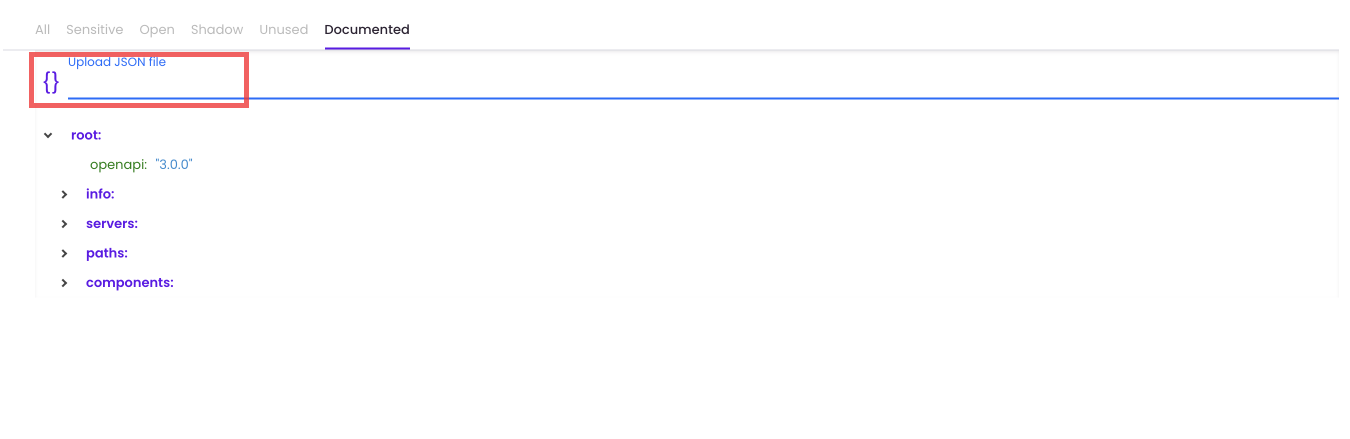 All Sensitive Open Shadow Unused Documented
Upload JSON file
{}
root:
openapi: "3.0.0"
info:
servers:
paths:
components: